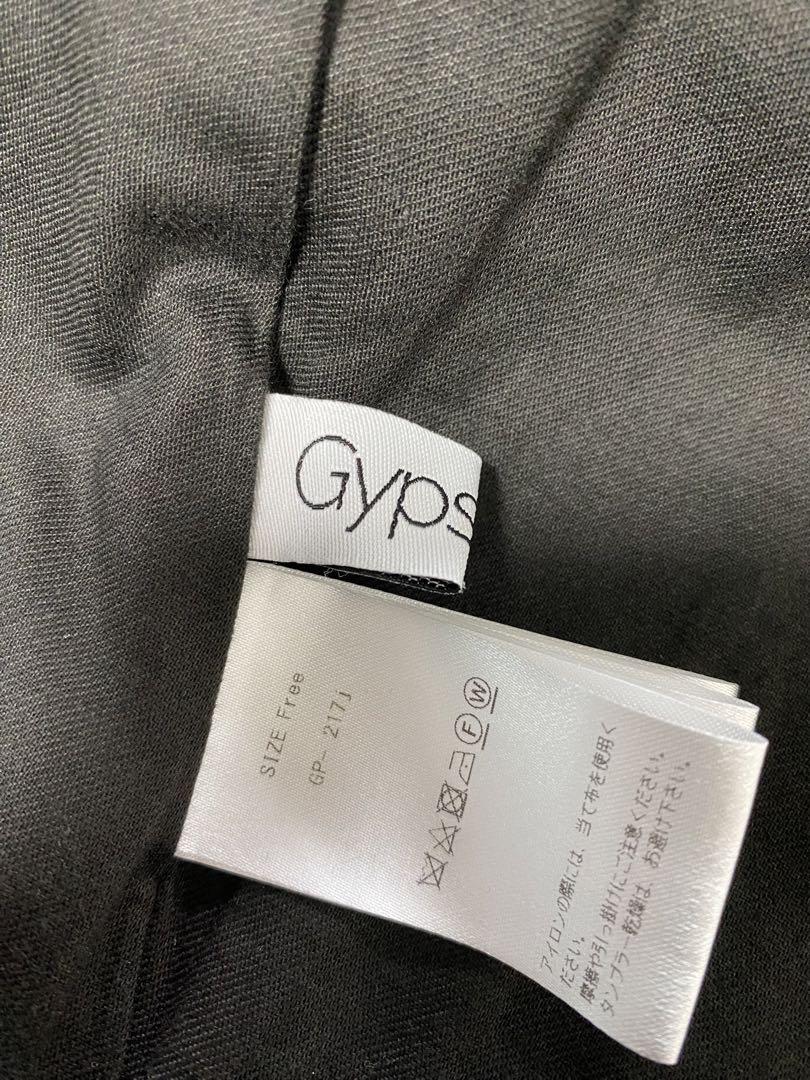 Gyps
SIZE Free
GP- 217J
F
W
アイロンの際には、当て布を使用く
ださい。
摩擦や引っ掛けにご注意ください。
タンブラー乾燥は、お避け下さい。